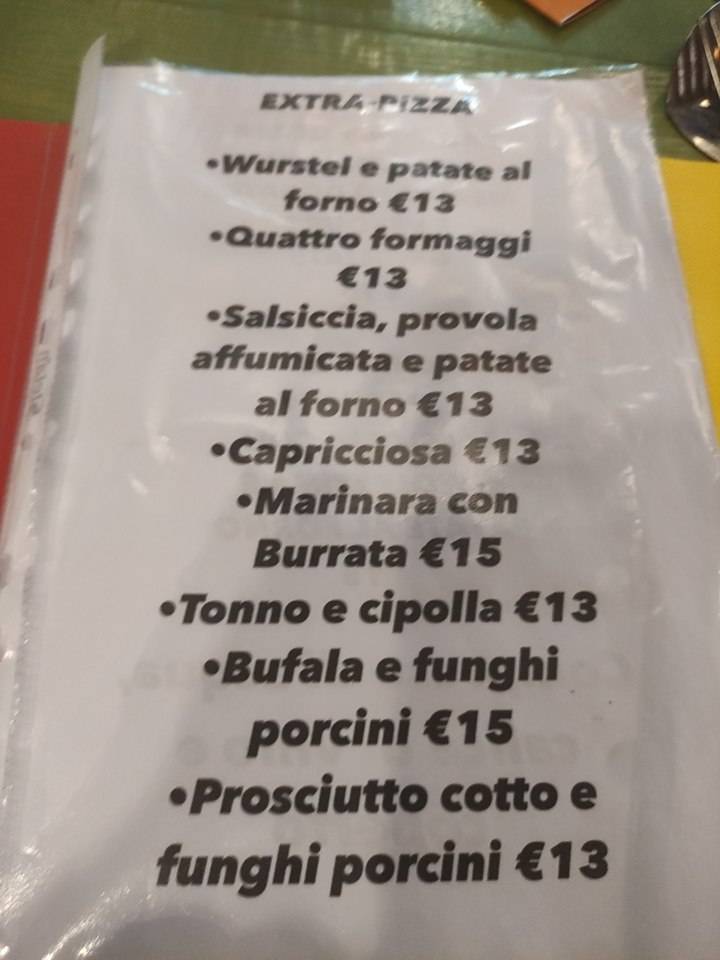 EXTRA-PIZZA
•Wurstel e patate al
forno €13
•Quattro formaggi
€13
•Salsiccia, provola
affumicata e patate
al forno €13
•Capricciosa €13
•Marinara con
Burrata €15
•Tonno e cipolla €13
•Bufala e funghi
porcini €15
•Prosciutto cotto e
funghi porcini €13